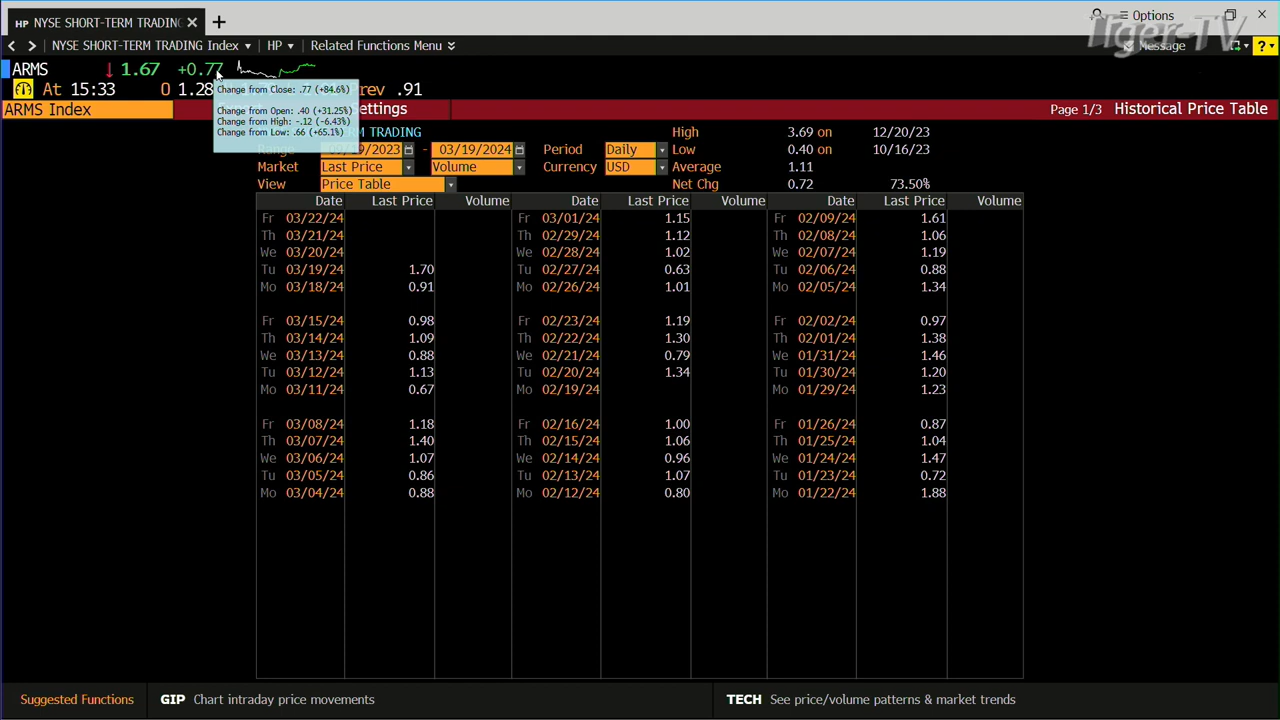 HP NYSE SHORT-TERM TRADING × +
Options
Tiger-TV
< > NYSE SHORT-TERM TRADING Index HP Related Functions Menu
Message
?
ARMS ↓ 1.67 +0.77
At 15:33 O 1.28 Prev .91
Change from Close: .77 (+84.6%)
Change from Open: .40 (+31.25%)
Change from High: -.12 (-6.43%)
Change from Low: .66 (+65.1%)
ARMS Index ettings Page 1/3 Historical Price Table
TRADING High 3.69 on 12/20/23
Range 09/19/2023 - 03/19/2024 Period Daily Low 0.40 on 10/16/23
Market Last Price Volume Currency USD Average 1.11
View Price Table Net Chg 0.72 73.50%
Date Last Price Volume Date Last Price Volume Date Last Price Volume
Fr 03/22/24 Fr 03/01/24 1.15 Fr 02/09/24 1.61
Th 03/21/24 Th 02/29/24 1.12 Th 02/08/24 1.06
We 03/20/24 We 02/28/24 1.02 We 02/07/24 1.19
Tu 03/19/24 1.70 Tu 02/27/24 0.63 Tu 02/06/24 0.88
Mo 03/18/24 0.91 Mo 02/26/24 1.01 Mo 02/05/24 1.34
Fr 03/15/24 0.98 Fr 02/23/24 1.19 Fr 02/02/24 0.97
Th 03/14/24 1.09 Th 02/22/24 1.30 Th 02/01/24 1.38
We 03/13/24 0.88 We 02/21/24 0.79 We 01/31/24 1.46
Tu 03/12/24 1.13 Tu 02/20/24 1.34 Tu 01/30/24 1.20
Mo 03/11/24 0.67 Mo 02/19/24 Mo 01/29/24 1.23
Fr 03/08/24 1.18 Fr 02/16/24 1.00 Fr 01/26/24 0.87
Th 03/07/24 1.40 Th 02/15/24 1.06 Th 01/25/24 1.04
We 03/06/24 1.07 We 02/14/24 0.96 We 01/24/24 1.47
Tu 03/05/24 0.86 Tu 02/13/24 1.07 Tu 01/23/24 0.72
Mo 03/04/24 0.88 Mo 02/12/24 0.80 Mo 01/22/24 1.88
Suggested Functions GIP Chart intraday price movements TECH See price/volume patterns & market trends